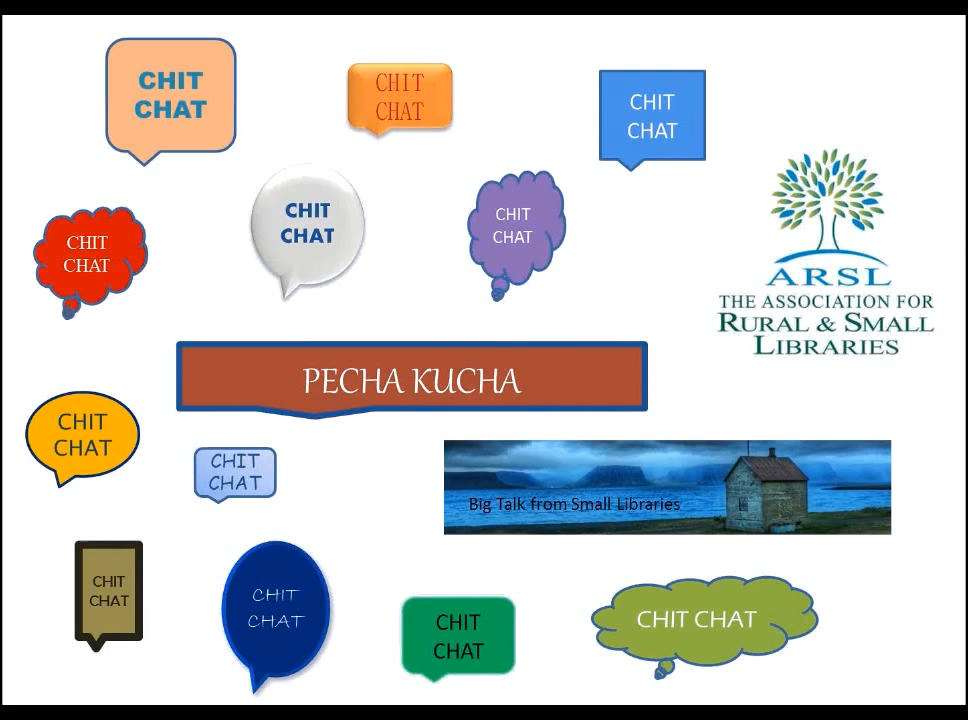 CHIT
CHAT
CHIT
CHAT
CHIT
CHAT
CHIT
CHAT
CHIT
CHAT
CHIT
CHAT
ARSL
THE ASSOCIATION FOR
RURAL & SMALL
LIBRARIES
PECHA KUCHA
CHIT
CHAT
CHIT
CHAT
Big Talk from Small Libraries
CHIT
CHAT
CHIT
CHAT
CHIT
CHAT
CHIT CHAT